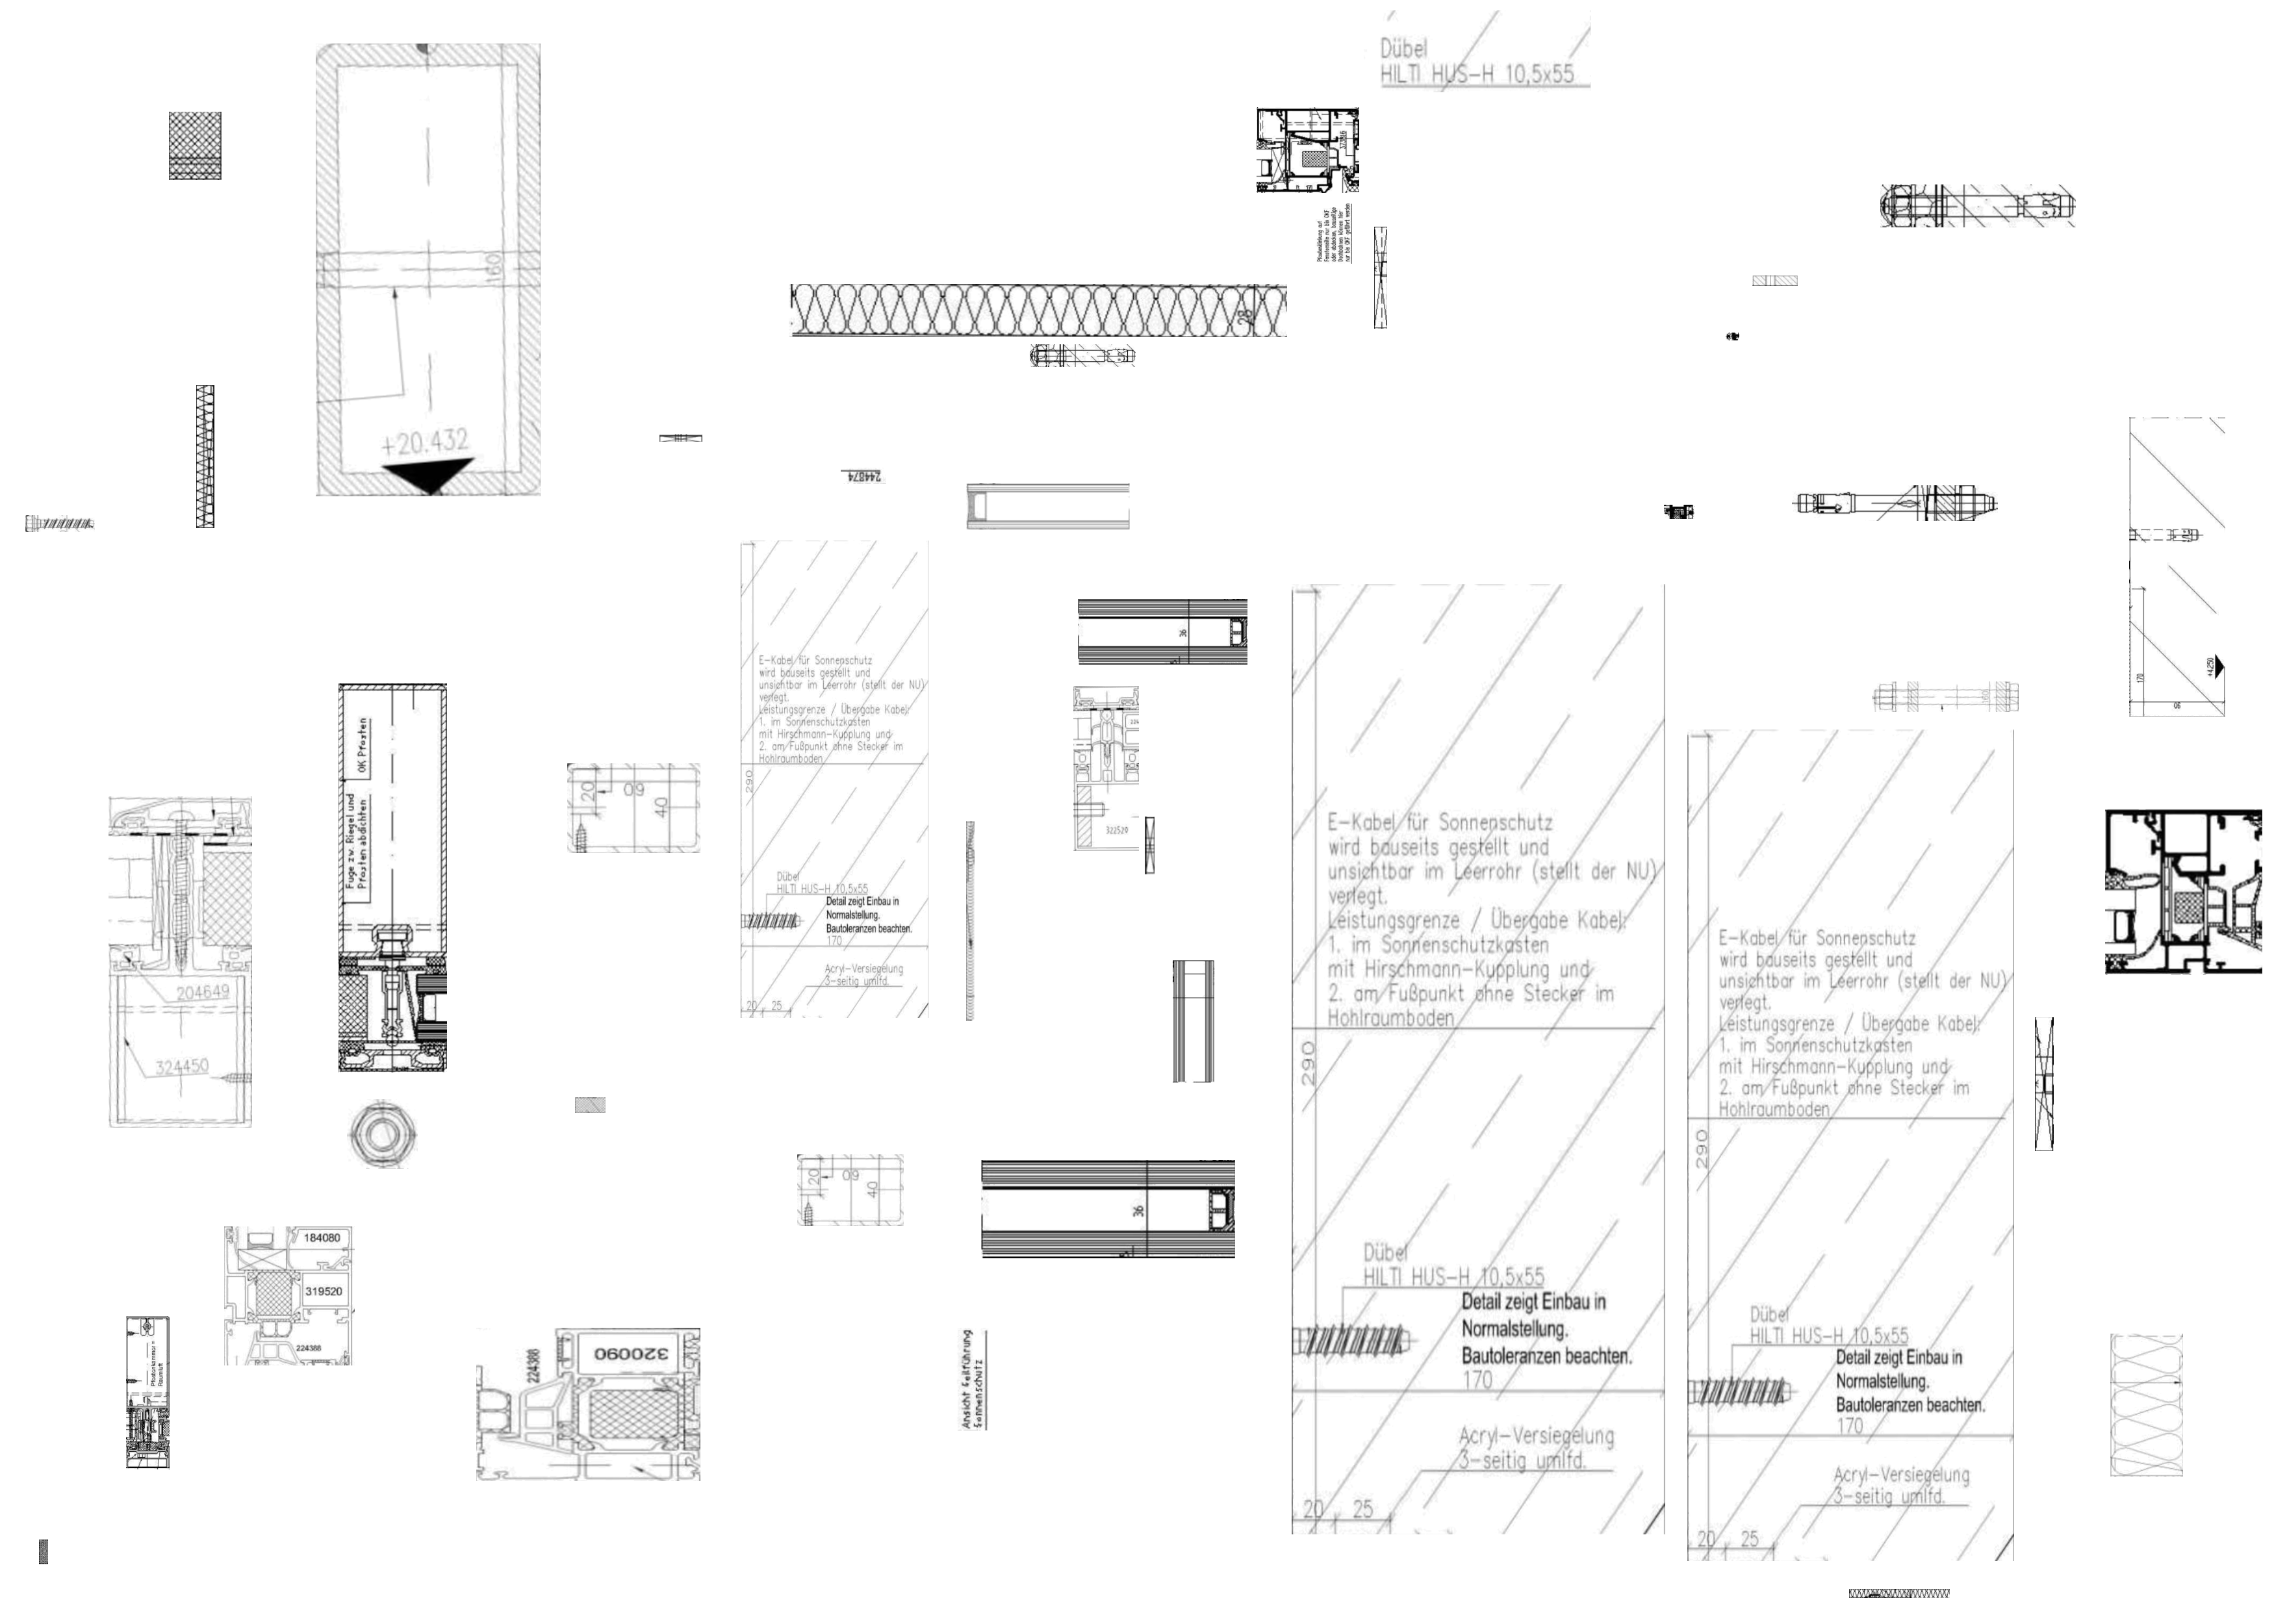 Dübel
HILTI HUS-H 10,5x55
160
+20.432
28
244874
E-Kabel für Sonnenschutz
wird bauseits gestellt und
unsichtbar im Leerrohr (stellt der NU)
verlegt.
Leistungsgrenze / Übergabe Kabel:
1. im Sonnenschutzkasten
mit Hirschmann-Kupplung und
2. am Fußpunkt ohne Stecker im
Hohlraumboden
290
Dübel
HILTI HUS-H 10,5x55
Detail zeigt Einbau in
Normalstellung.
Bautoleranzen beachten.
170
Acryl-Versiegelung
3-seitig umlfd.
20 25
36
322520
E-Kabel für Sonnenschutz
wird bauseits gestellt und
unsichtbar im Leerrohr (stellt der NU)
verlegt.
Leistungsgrenze / Übergabe Kabel:
1. im Sonnenschutzkasten
mit Hirschmann-Kupplung und
2. am Fußpunkt ohne Stecker im
Hohlraumboden
290
Dübel
HILTI HUS-H 10,5x55
Detail zeigt Einbau in
Normalstellung.
Bautoleranzen beachten.
170
Acryl-Versiegelung
3-seitig umlfd.
20 25
E-Kabel für Sonnenschutz
wird bauseits gestellt und
unsichtbar im Leerrohr (stellt der NU)
verlegt.
Leistungsgrenze / Übergabe Kabel:
1. im Sonnenschutzkasten
mit Hirschmann-Kupplung und
2. am Fußpunkt ohne Stecker im
Hohlraumboden
290
Dübel
HILTI HUS-H 10,5x55
Detail zeigt Einbau in
Normalstellung.
Bautoleranzen beachten.
170
Acryl-Versiegelung
3-seitig umlfd.
20 25
170
+4.250
90
OK Pfosten
Fuge zw. Riegel und
Pfosten abdichten
20
60
40
204649
324450
20
60
40
36
184080
319520
224388
224388
320090
Ansicht Seilführung
Sonnenschutz